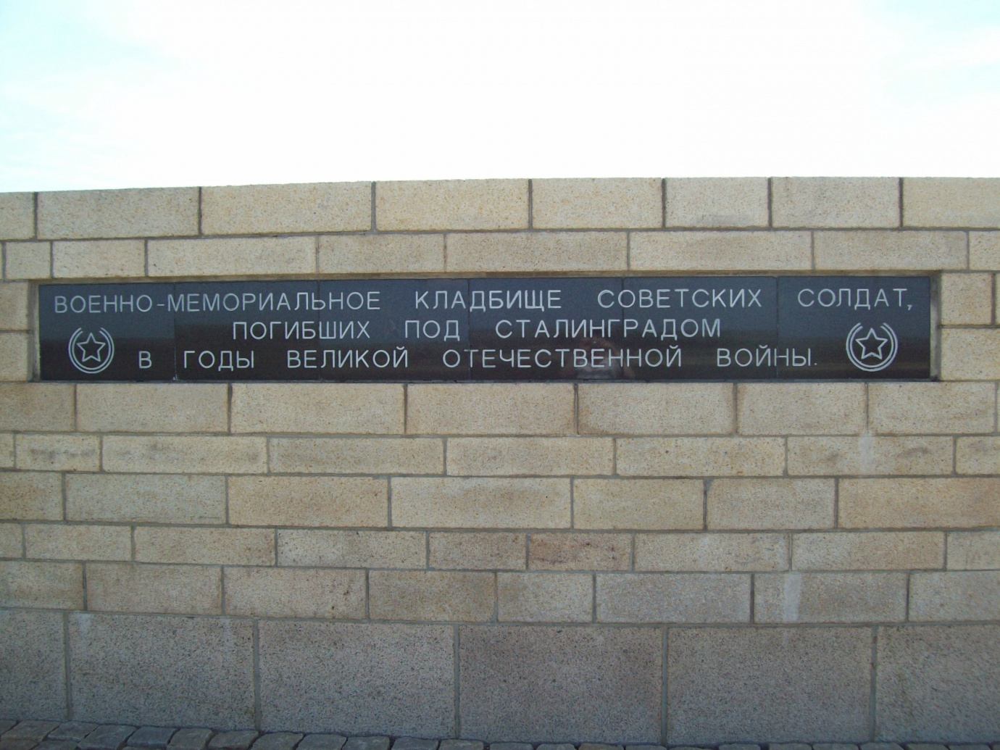 ВОЕННО-МЕМОРИАЛЬНОЕ КЛАДБИЩЕ СОВЕТСКИХ СОЛДАТ,
ПОГИБШИХ ПОД СТАЛИНГРАДОМ
В ГОДЫ ВЕЛИКОЙ ОТЕЧЕСТВЕННОЙ ВОЙНЫ.